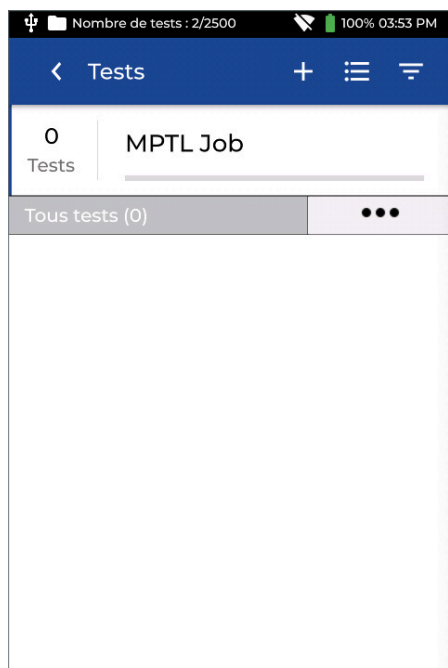 Nombre de tests : 2/2500 100% 03:53 PM
Tests
0
Tests
MPTL Job
Tous tests (0)